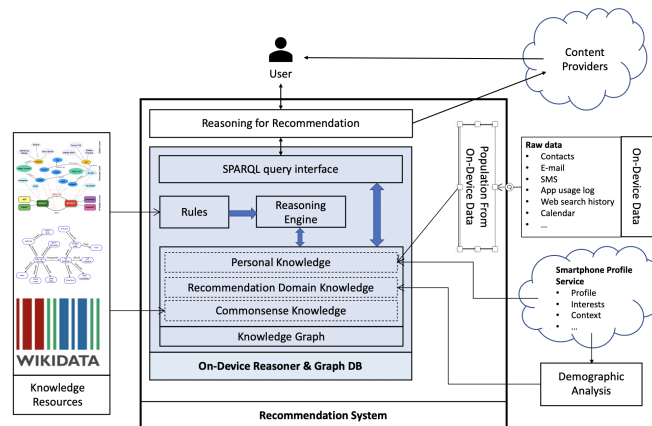 User
Content
Providers
Reasoning for Recommendation
SPARQL query interface
Rules
Reasoning
Engine
Population From
On-Device Data
Raw data
• Contacts
• E-mail
• SMS
• App usage log
• Web search history
• Calendar
• ...
On-Device Data
Personal Knowledge
Recommendation Domain Knowledge
Commonsense Knowledge
Knowledge Graph
On-Device Reasoner & Graph DB
Recommendation System
Smartphone Profile
Service
• Profile
• Interests
• Context
• ...
Demographic
Analysis
WIKIDATA
Knowledge
Resources